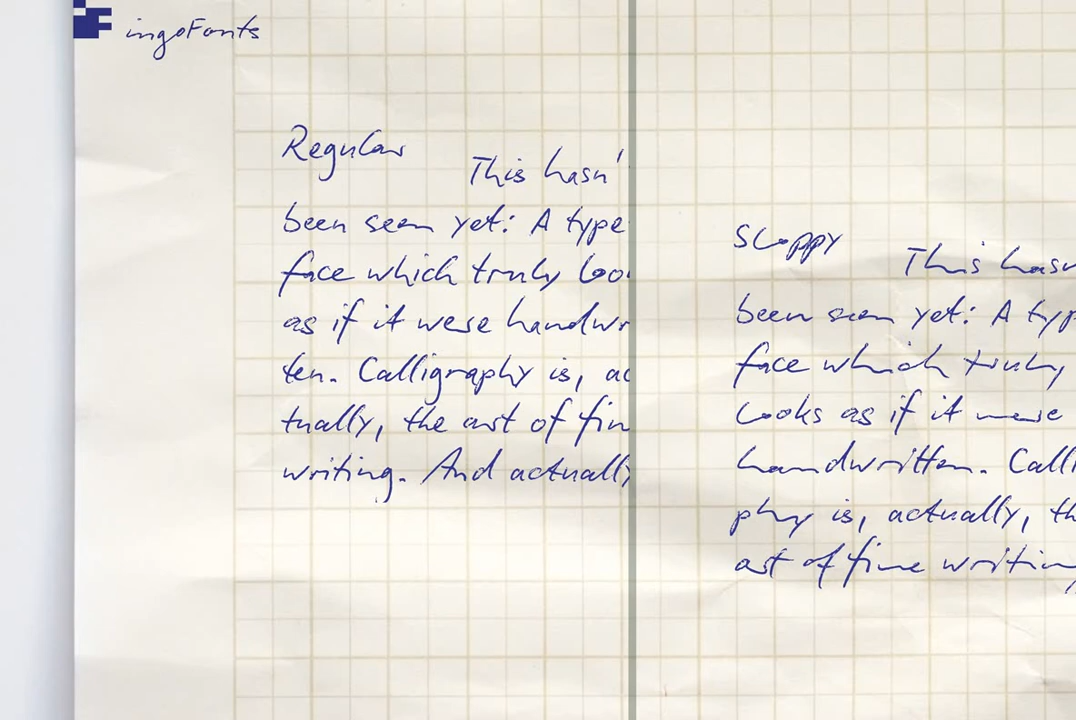 ingoFonts
Regular This hasn'
been seen yet: A type
face which truly loo
as if it were handwr
ten. Calligraphy is, ac
tually, the art of fin
writing. And actually
Sloppy This hasn
been seen yet: A typ
face which truly
looks as if it were
handwritten. Calli
phy is, actually, th
art of fine writin